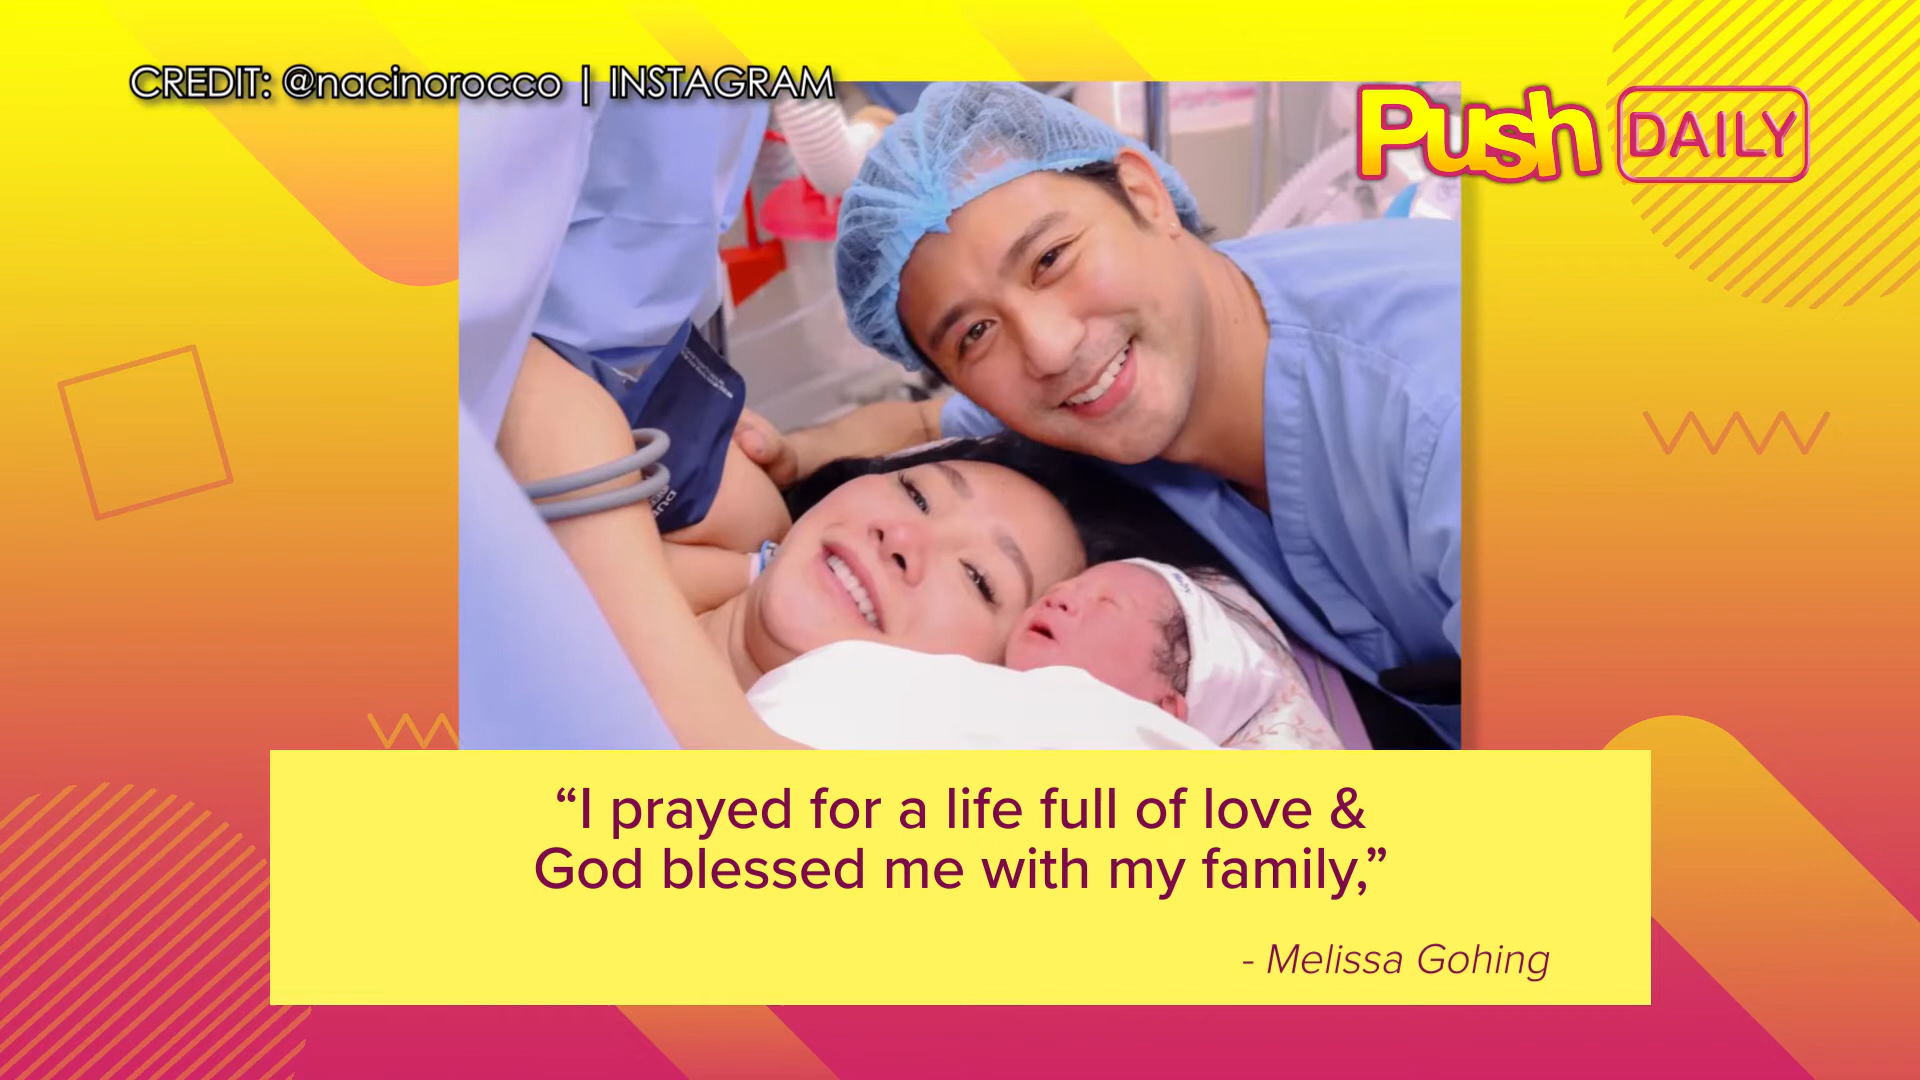 CREDIT: @nacinorocco | INSTAGRAM
Push DAILY
“I prayed for a life full of love &
God blessed me with my family,”
- Melissa Gohing